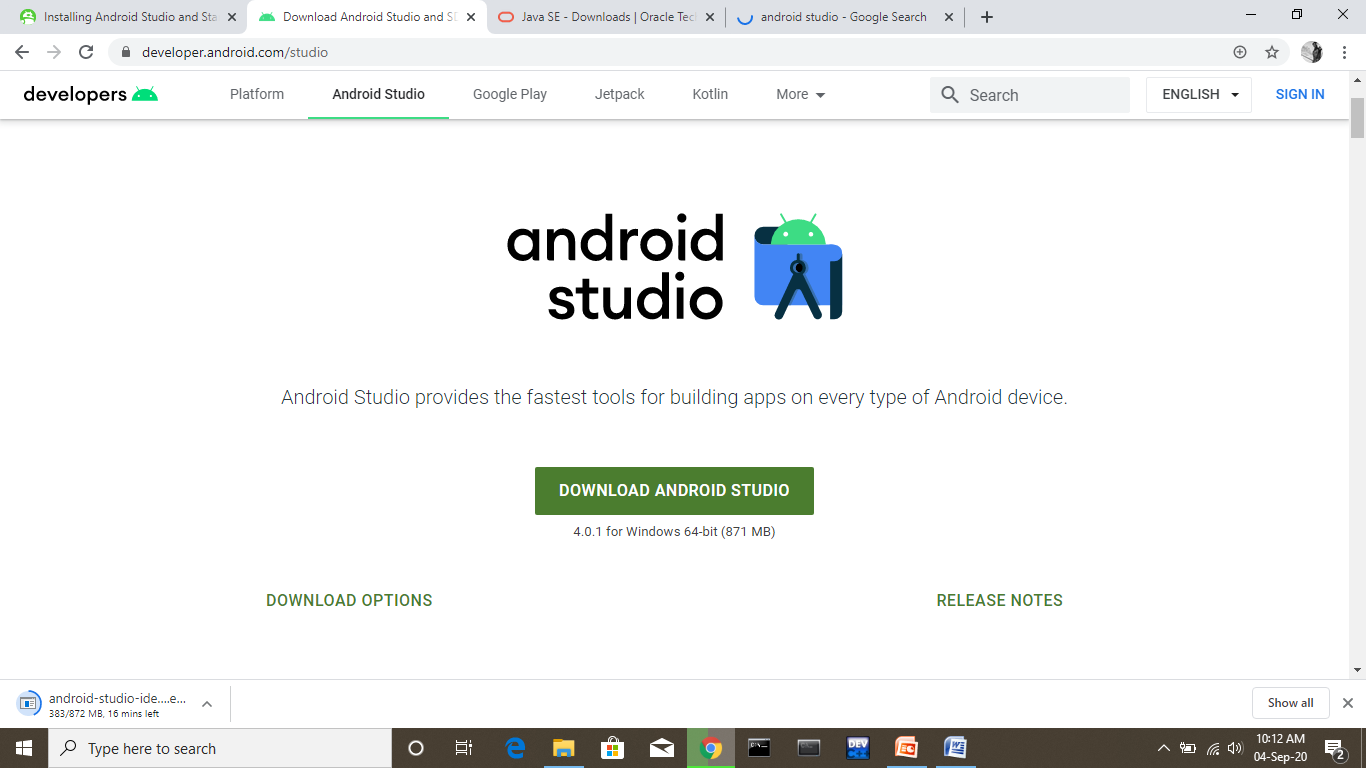 Installing Android Studio and Sta
Download Android Studio and SD
Java SE - Downloads | Oracle Tec
android studio - Google Search
developer.android.com/studio
developers
Platform
Android Studio
Google Play
Jetpack
Kotlin
More
Search
ENGLISH
SIGN IN
android
studio
Android Studio provides the fastest tools for building apps on every type of Android device.
DOWNLOAD ANDROID STUDIO
4.0.1 for Windows 64-bit (871 MB)
DOWNLOAD OPTIONS
RELEASE NOTES
android-studio-ide....e...
383/872 MB, 16 mins left
Show all
Type here to search
DEV
10:12 AM
04-Sep-20
2